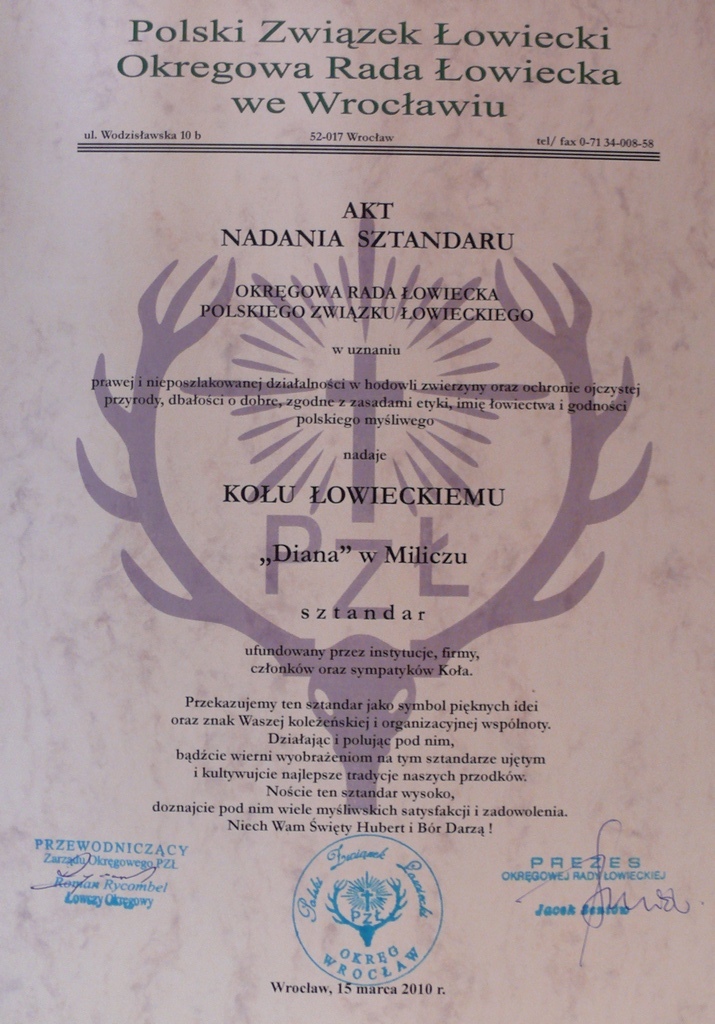 Polski Związek Łowiecki
Okręgowa Rada Łowiecka
we Wrocławiu
ul. Wodzisławska 10 b 52-017 Wrocław tel/ fax 0-71 34-008-58
AKT
NADANIA SZTANDARU
OKRĘGOWA RADA ŁOWIECKA
POLSKIEGO ZWIĄZKU ŁOWIECKIEGO
w uznaniu
prawej i nieposzlakowanej działalności w hodowli zwierzyny oraz ochronie ojczystej
przyrody, dbałości o dobre, zgodne z zasadami etyki, imię łowiectwa i godności
polskiego myśliwego
nadaje
KOŁU ŁOWIECKIEMU
„Diana” w Miliczu
PZŁ
sztandar
ufundowany przez instytucje, firmy,
członków oraz sympatyków Koła.
Przekazujemy ten sztandar jako symbol pięknych idei
oraz znak Waszej koleżeńskiej i organizacyjnej wspólnoty.
Działając i polując pod nim,
bądźcie wierni wyobrażeniom na tym sztandarze ujętym
i kultywujcie najlepsze tradycje naszych przodków.
Noście ten sztandar wysoko,
doznajcie pod nim wiele myśliwskich satysfakcji i zadowolenia.
Niech Wam Święty Hubert i Bór Darzą !
PRZEWODNICZĄCY
Zarządu Okręgowego PZŁ
Roman Rycombel
Łowczy Okręgowy
Polski Związek Łowiecki
PZŁ
OKRĘG
WROCŁAW
PREZES
OKRĘGOWEJ RADY ŁOWIECKIEJ
Jacek
Wrocław, 15 marca 2010 r.